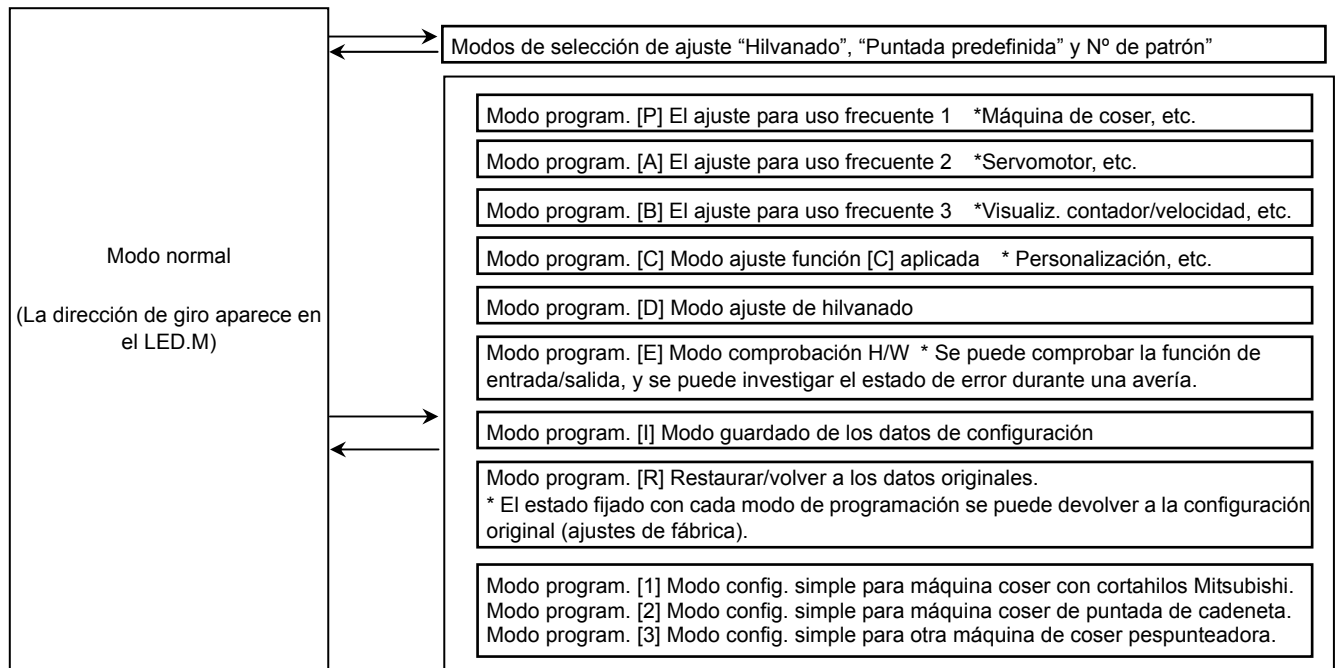 Modos de selección de ajuste “Hilvanado”, “Puntada predefinida” y Nº de patrón”
Modo normal
(La dirección de giro aparece en
el LED.M)
Modo program. [P] El ajuste para uso frecuente 1 *Máquina de coser, etc.
Modo program. [A] El ajuste para uso frecuente 2 *Servomotor, etc.
Modo program. [B] El ajuste para uso frecuente 3 *Visualiz. contador/velocidad, etc.
Modo program. [C] Modo ajuste función [C] aplicada * Personalización, etc.
Modo program. [D] Modo ajuste de hilvanado
Modo program. [E] Modo comprobación H/W * Se puede comprobar la función de
entrada/salida, y se puede investigar el estado de error durante una avería.
Modo program. [I] Modo guardado de los datos de configuración
Modo program. [R] Restaurar/volver a los datos originales.
* El estado fijado con cada modo de programación se puede devolver a la configuración
original (ajustes de fábrica).
Modo program. [1] Modo config. simple para máquina coser con cortahilos Mitsubishi.
Modo program. [2] Modo config. simple para máquina coser de puntada de cadeneta.
Modo program. [3] Modo config. simple para otra máquina de coser pespunteadora.